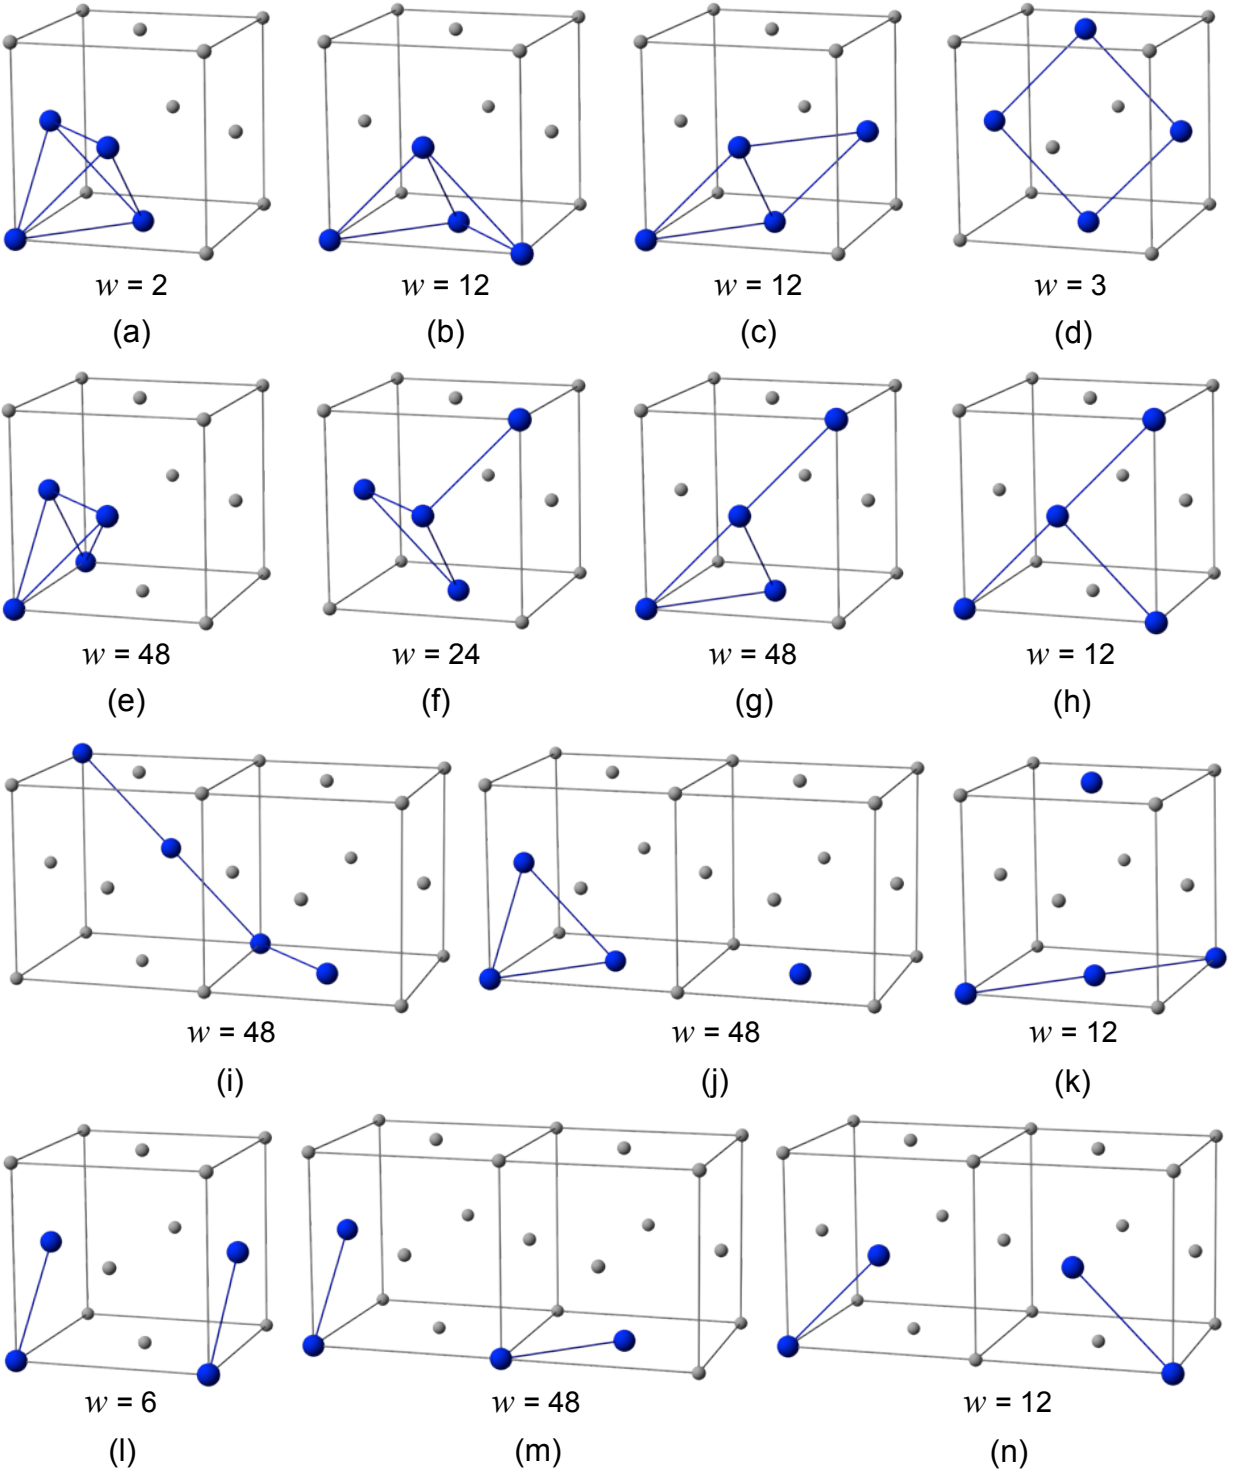 w = 2 w = 12 w = 12 w = 3
(a) (b) (c) (d)
w = 48 w = 24 w = 48 w = 12
(e) (f) (g) (h)
w = 48 w = 48 w = 12
(i) (j) (k)
w = 6 w = 48 w = 12
(l) (m) (n)